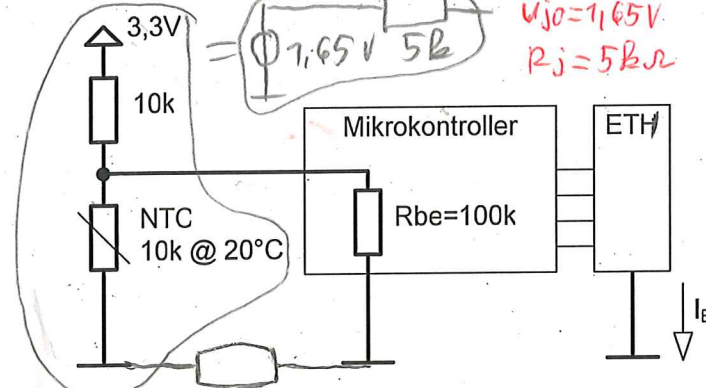 3,3V
= 1,65V 5k
Ujo=1,65V
Rj=5kΩ
10k
Mikrokontroller
ETH
NTC
10k @ 20°C
Rbe=100k